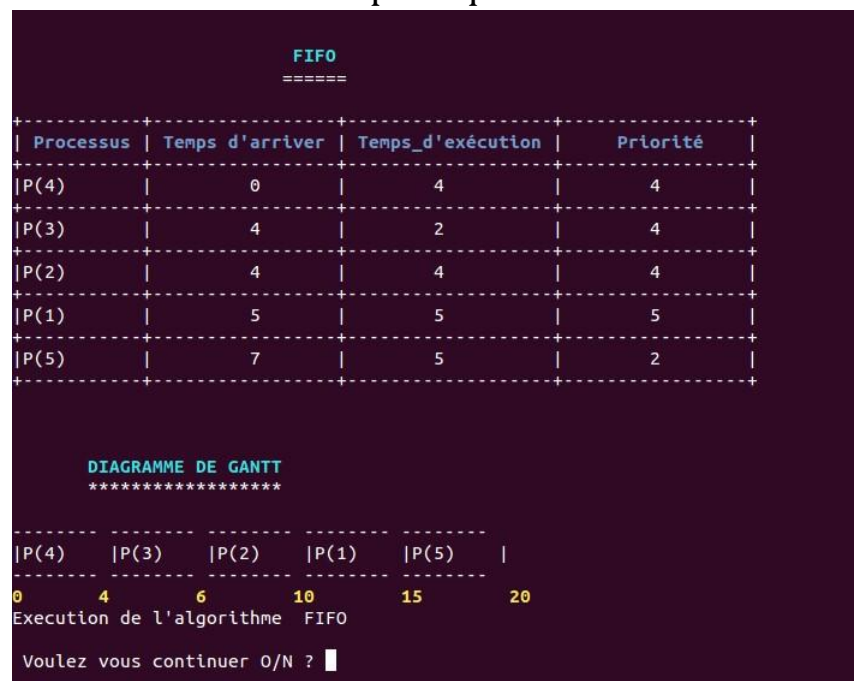 FIFO
======
+-----------+------------------+--------------------+------------------+
| Processus | Temps d'arriver | Temps_d'exécution | Priorité |
+-----------+------------------+--------------------+------------------+
|P(4) | 0 | 4 | 4 |
+-----------+------------------+--------------------+------------------+
|P(3) | 4 | 2 | 4 |
+-----------+------------------+--------------------+------------------+
|P(2) | 4 | 4 | 4 |
+-----------+------------------+--------------------+------------------+
|P(1) | 5 | 5 | 5 |
+-----------+------------------+--------------------+------------------+
|P(5) | 7 | 5 | 2 |
+-----------+------------------+--------------------+------------------+
DIAGRAMME DE GANTT
******************
-------- -------- -------- -------- --------
|P(4) |P(3) |P(2) |P(1) |P(5) |
-------- -------- -------- -------- --------
0 4 6 10 15 20
Execution de l'algorithme FIFO
Voulez vous continuer O/N ?